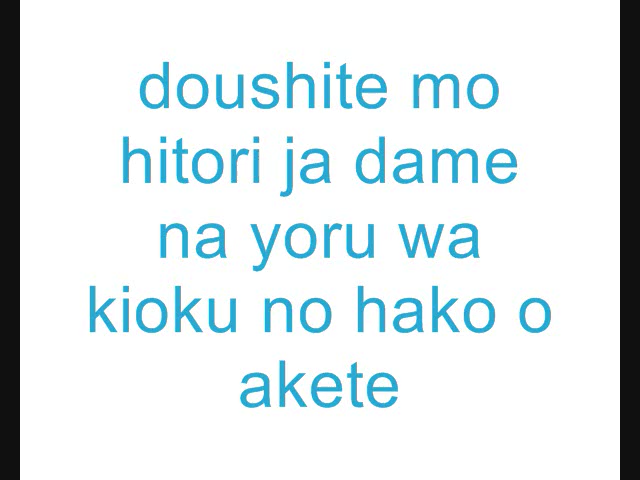 doushite mo
hitori ja dame
na yoru wa
kioku no hako o
akete